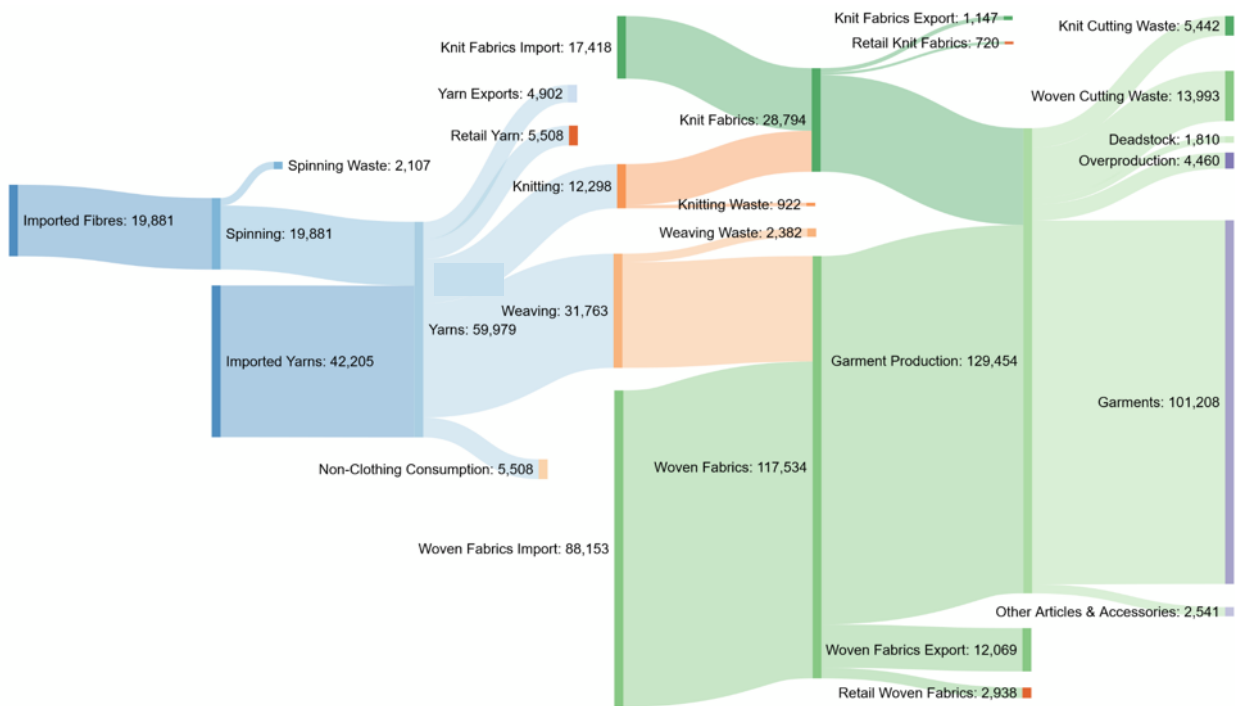 Knit Fabrics Import: 17,418
Knit Fabrics Export: 1,147
Retail Knit Fabrics: 720
Knit Cutting Waste: 5,442
Yarn Exports: 4,902
Woven Cutting Waste: 13,993
Knit Fabrics: 28,794
Retail Yarn: 5,508
Deadstock: 1,810
Overproduction: 4,460
Spinning Waste: 2,107
Knitting: 12,298
Knitting Waste: 922
Imported Fibres: 19,881
Spinning: 19,881
Weaving Waste: 2,382
Weaving: 31,763
Yarns: 59,979
Imported Yarns: 42,205
Garment Production: 129,454
Garments: 101,208
Non-Clothing Consumption: 5,508
Woven Fabrics: 117,534
Woven Fabrics Import: 88,153
Other Articles & Accessories: 2,541
Woven Fabrics Export: 12,069
Retail Woven Fabrics: 2,938